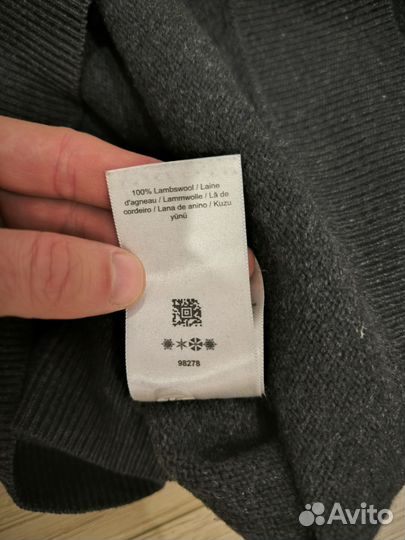 100% Lambswool / Laine
d'agneau / Lammwolle / Lã de
cordeiro / Lana de anino / Kuzu
yünü
98278
Avito